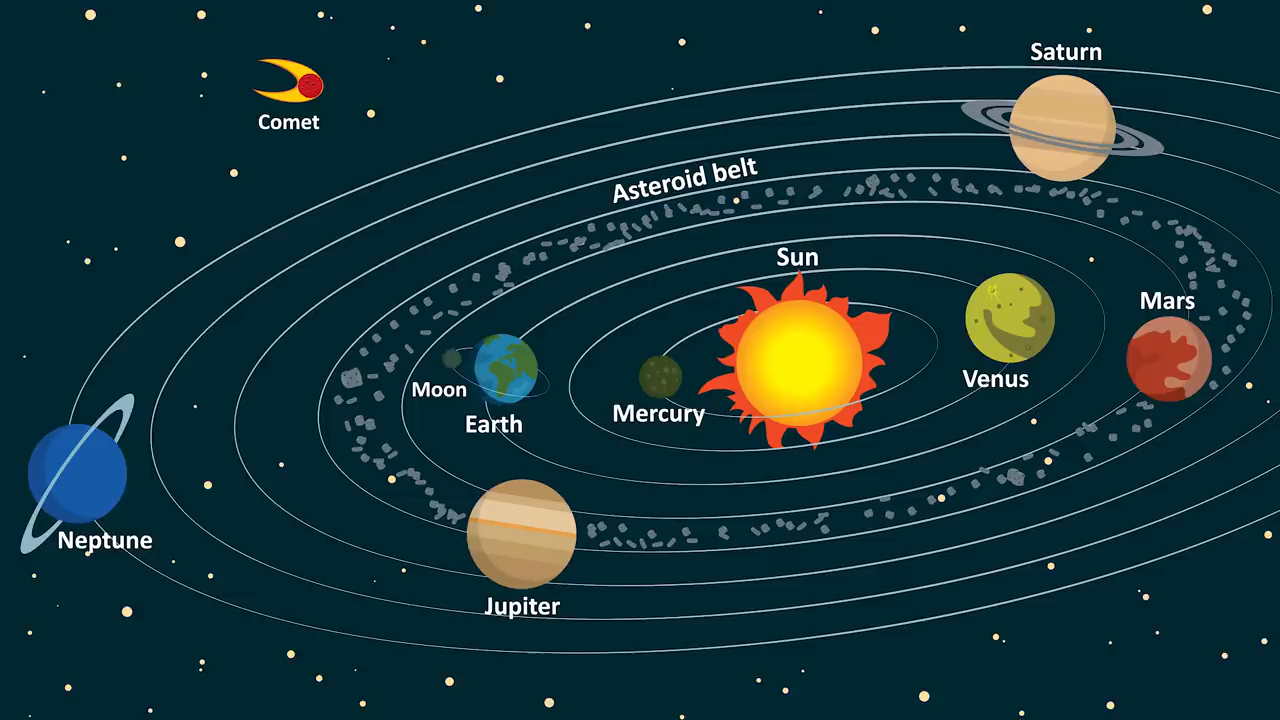 Saturn
Comet
Asteroid belt
Sun
Mars
Venus
Moon
Mercury
Earth
Neptune
Jupiter